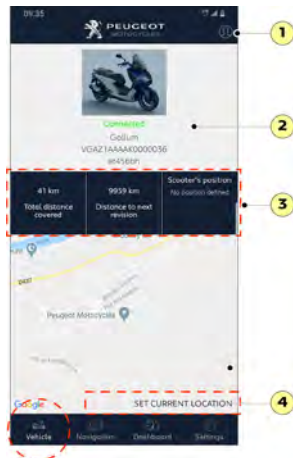 09:35
PEUGEOT
MOTOCYCLES
1
Connected
Gollum
VGAZ1AAAAK0000036
at456bh
2
41 km
Total distance
covered
9959 km
Distance to next
revision
Scooter's position
No position defined
3
Peugeot Motocycles
Google
SET CURRENT LOCATION
4
Vehicle
Navigation
Dashboard
Settings